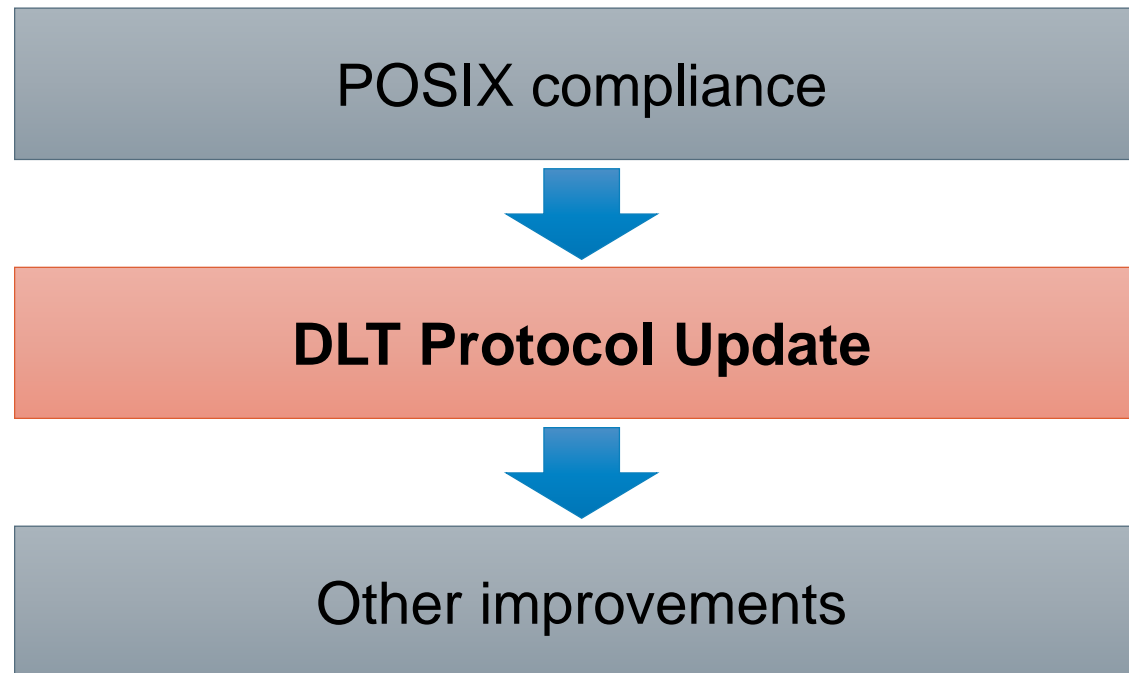 POSIX compliance
DLT Protocol Update
Other improvements